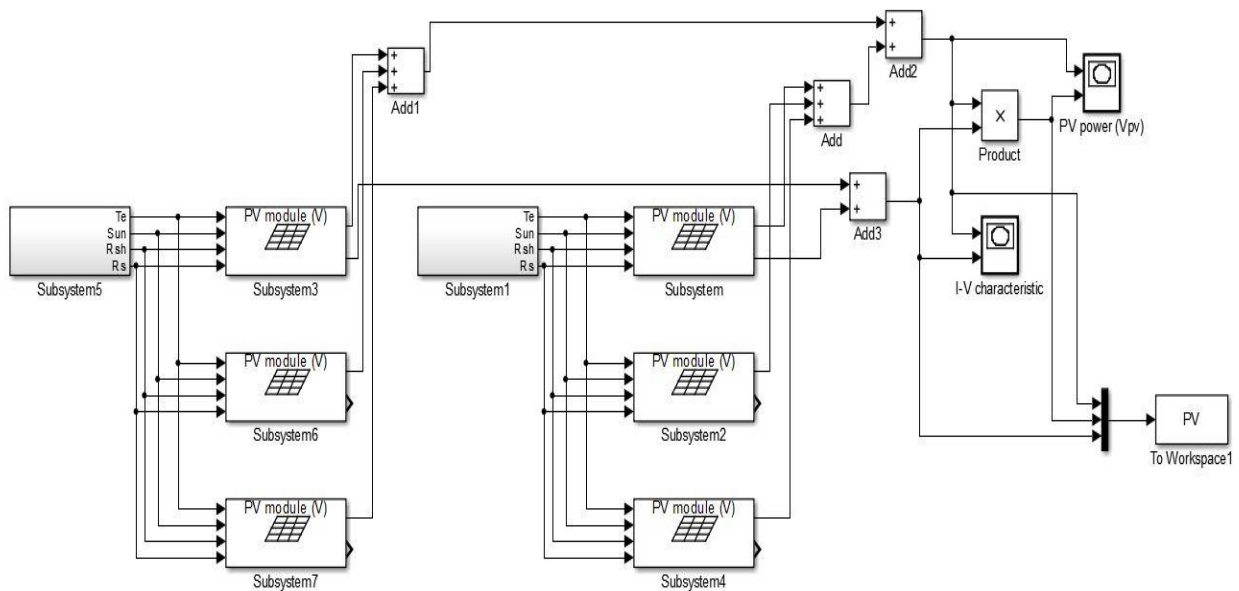 +
+
+
Add1
+
+
Add2
+
+
+
Add
X
Product
PV power (Vpv)
+
+
Add3
Te
Sun
Rsh
Rs
Subsystem5
PV module (V)
Subsystem3
Te
Sun
Rsh
Rs
Subsystem1
PV module (V)
Subsystem
I-V characteristic
PV module (V)
Subsystem6
PV module (V)
Subsystem2
PV
To Workspace1
PV module (V)
Subsystem7
PV module (V)
Subsystem4